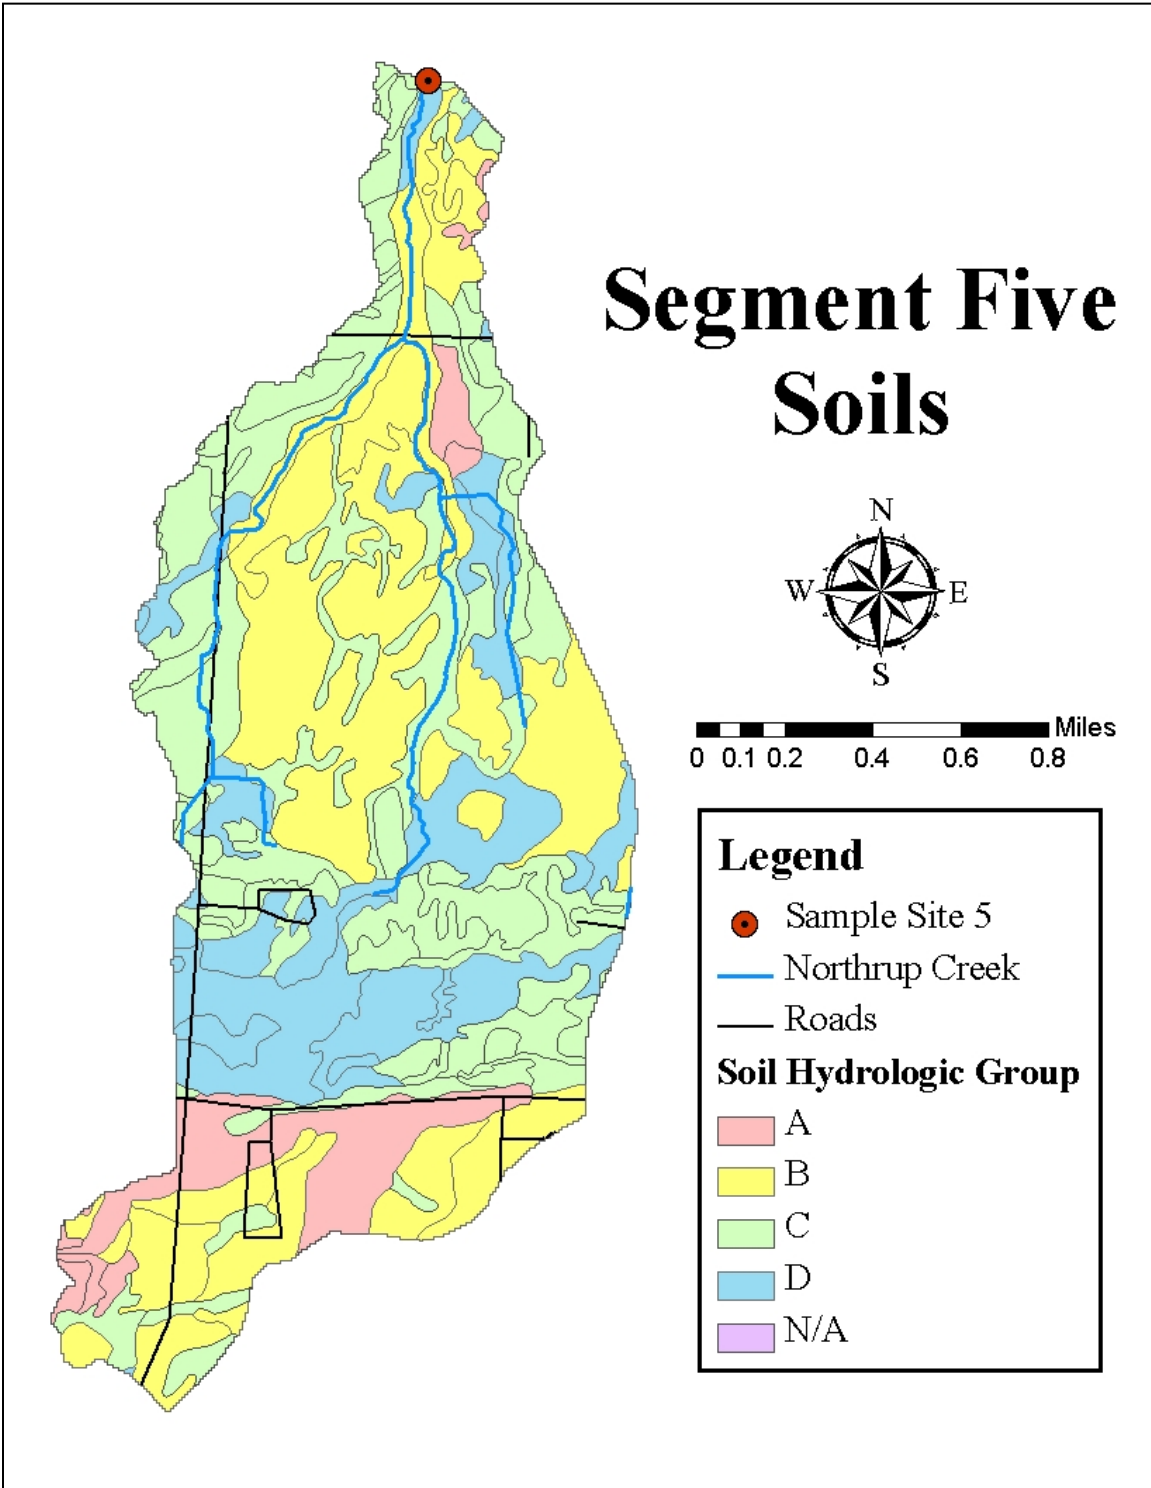 Segment Five
Soils
N
W E
S
Miles
0 0.1 0.2 0.4 0.6 0.8
Legend
Sample Site 5
Northrup Creek
Roads
Soil Hydrologic Group
A
B
C
D
N/A